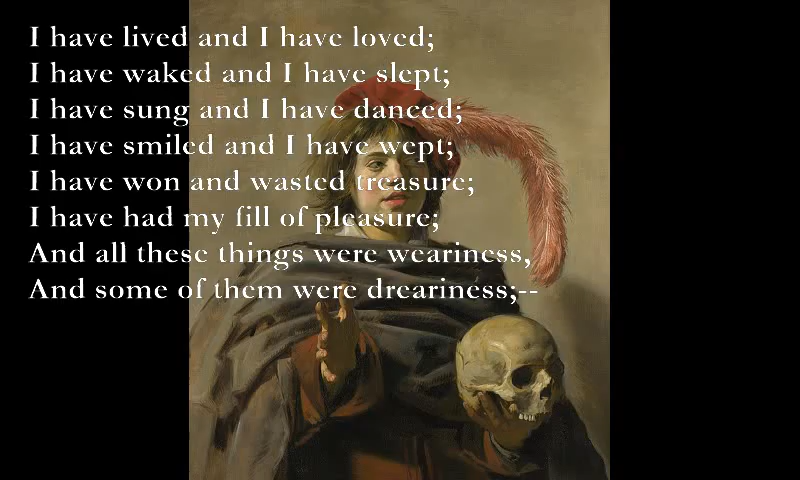 I have lived and I have loved;
I have waked and I have slept;
I have sung and I have danced;
I have smiled and I have wept;
I have won and wasted treasure;
I have had my fill of pleasure;
And all these things were weariness,
And some of them were dreariness;--